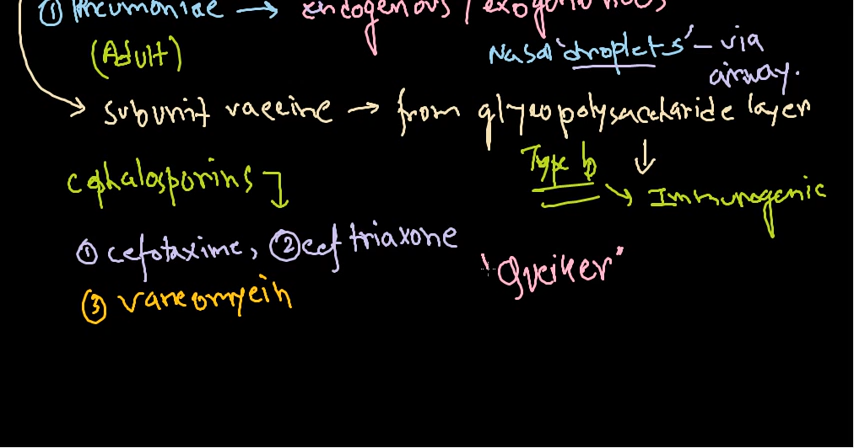 ① Pneumoniae → endogenous / exogenous
(Adult)
Nasal 'droplets' – via
airway.
→ subunit vaccine → from glycopolysaccharide layer
Type b
↓
→ Immunogenic
cephalosporins
① cefotaxime, ② ceftriaxone
③ vancomycin
"Quicker"